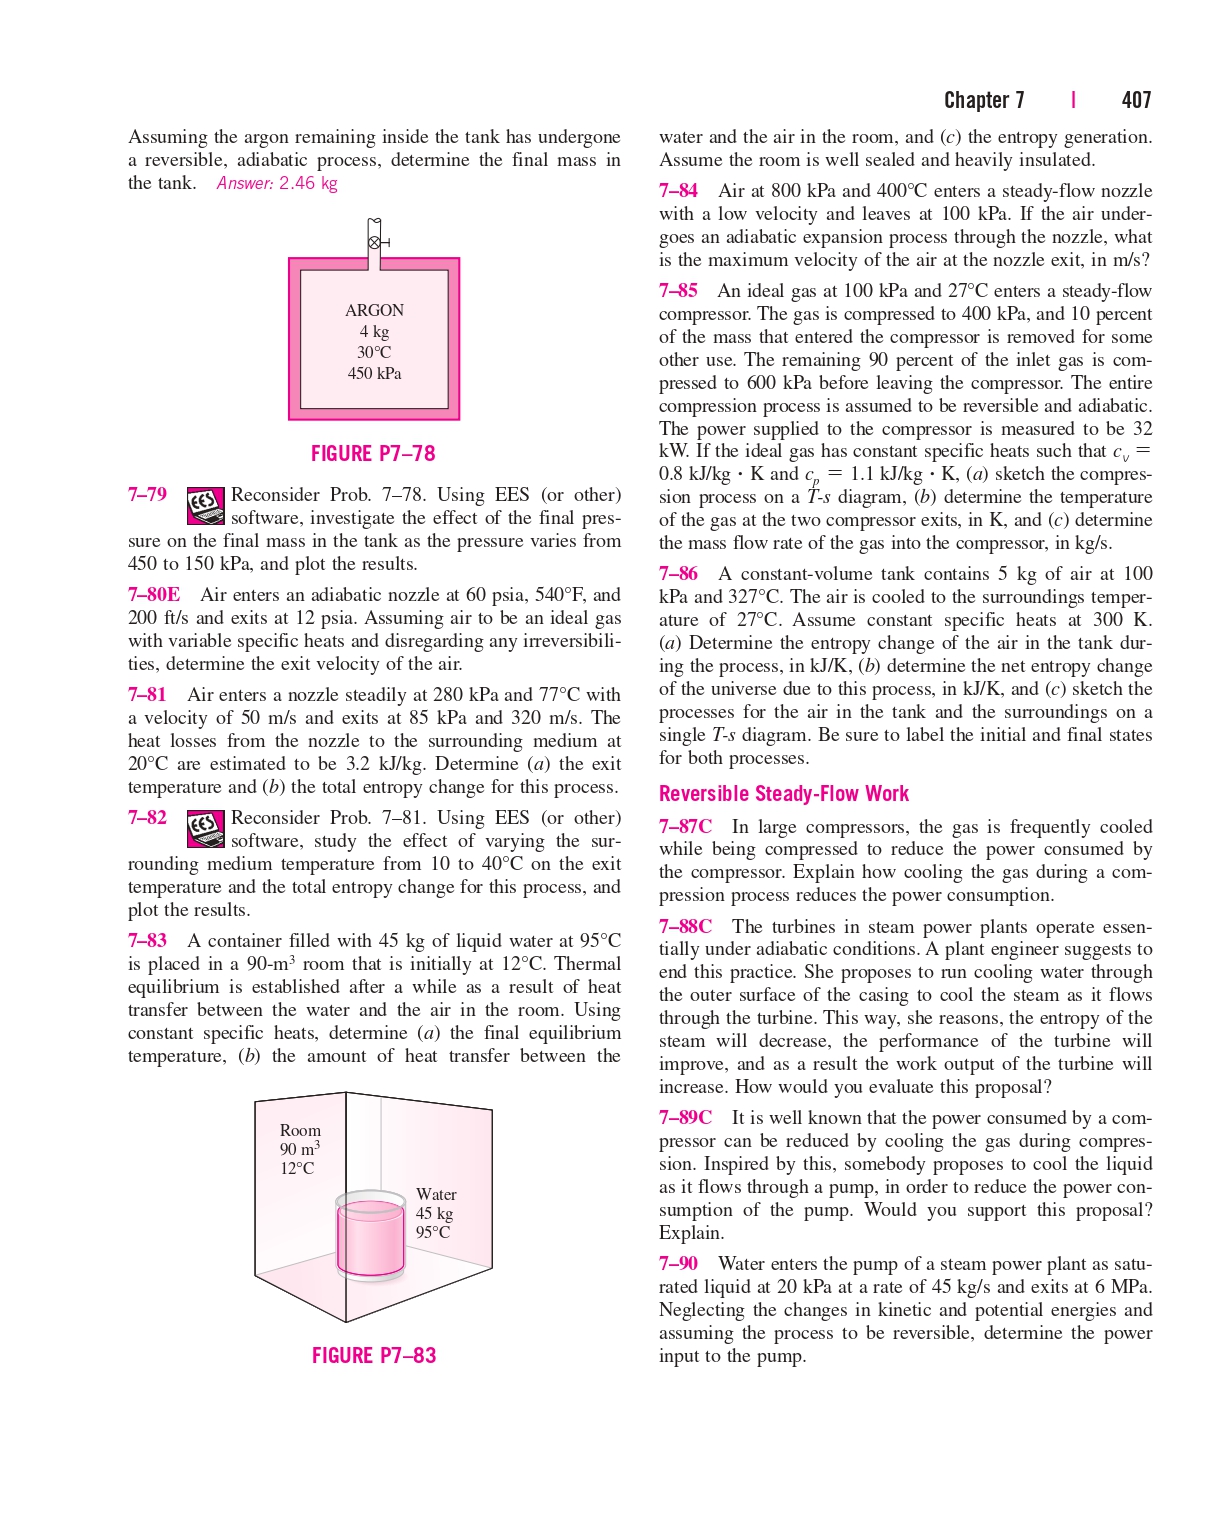 Chapter 7 | 407
Assuming the argon remaining inside the tank has undergone
a reversible, adiabatic process, determine the final mass in
the tank. Answer: 2.46 kg
ARGON
4 kg
30°C
450 kPa
FIGURE P7–78
7–79 EES Reconsider Prob. 7–78. Using EES (or other)
software, investigate the effect of the final pres-
sure on the final mass in the tank as the pressure varies from
450 to 150 kPa, and plot the results.
7–80E Air enters an adiabatic nozzle at 60 psia, 540°F, and
200 ft/s and exits at 12 psia. Assuming air to be an ideal gas
with variable specific heats and disregarding any irreversibili-
ties, determine the exit velocity of the air.
7–81 Air enters a nozzle steadily at 280 kPa and 77°C with
a velocity of 50 m/s and exits at 85 kPa and 320 m/s. The
heat losses from the nozzle to the surrounding medium at
20°C are estimated to be 3.2 kJ/kg. Determine (a) the exit
temperature and (b) the total entropy change for this process.
7–82 EES Reconsider Prob. 7–81. Using EES (or other)
software, study the effect of varying the sur-
rounding medium temperature from 10 to 40°C on the exit
temperature and the total entropy change for this process, and
plot the results.
7–83 A container filled with 45 kg of liquid water at 95°C
is placed in a 90-m³ room that is initially at 12°C. Thermal
equilibrium is established after a while as a result of heat
transfer between the water and the air in the room. Using
constant specific heats, determine (a) the final equilibrium
temperature, (b) the amount of heat transfer between the
Room
90 m³
12°C
Water
45 kg
95°C
FIGURE P7–83
water and the air in the room, and (c) the entropy generation.
Assume the room is well sealed and heavily insulated.
7–84 Air at 800 kPa and 400°C enters a steady-flow nozzle
with a low velocity and leaves at 100 kPa. If the air under-
goes an adiabatic expansion process through the nozzle, what
is the maximum velocity of the air at the nozzle exit, in m/s?
7–85 An ideal gas at 100 kPa and 27°C enters a steady-flow
compressor. The gas is compressed to 400 kPa, and 10 percent
of the mass that entered the compressor is removed for some
other use. The remaining 90 percent of the inlet gas is com-
pressed to 600 kPa before leaving the compressor. The entire
compression process is assumed to be reversible and adiabatic.
The power supplied to the compressor is measured to be 32
kW. If the ideal gas has constant specific heats such that cᵥ =
0.8 kJ/kg · K and cₚ = 1.1 kJ/kg · K, (a) sketch the compres-
sion process on a T-s diagram, (b) determine the temperature
of the gas at the two compressor exits, in K, and (c) determine
the mass flow rate of the gas into the compressor, in kg/s.
7–86 A constant-volume tank contains 5 kg of air at 100
kPa and 327°C. The air is cooled to the surroundings temper-
ature of 27°C. Assume constant specific heats at 300 K.
(a) Determine the entropy change of the air in the tank dur-
ing the process, in kJ/K, (b) determine the net entropy change
of the universe due to this process, in kJ/K, and (c) sketch the
processes for the air in the tank and the surroundings on a
single T-s diagram. Be sure to label the initial and final states
for both processes.
Reversible Steady-Flow Work
7–87C In large compressors, the gas is frequently cooled
while being compressed to reduce the power consumed by
the compressor. Explain how cooling the gas during a com-
pression process reduces the power consumption.
7–88C The turbines in steam power plants operate essen-
tially under adiabatic conditions. A plant engineer suggests to
end this practice. She proposes to run cooling water through
the outer surface of the casing to cool the steam as it flows
through the turbine. This way, she reasons, the entropy of the
steam will decrease, the performance of the turbine will
improve, and as a result the work output of the turbine will
increase. How would you evaluate this proposal?
7–89C It is well known that the power consumed by a com-
pressor can be reduced by cooling the gas during compres-
sion. Inspired by this, somebody proposes to cool the liquid
as it flows through a pump, in order to reduce the power con-
sumption of the pump. Would you support this proposal?
Explain.
7–90 Water enters the pump of a steam power plant as satu-
rated liquid at 20 kPa at a rate of 45 kg/s and exits at 6 MPa.
Neglecting the changes in kinetic and potential energies and
assuming the process to be reversible, determine the power
input to the pump.